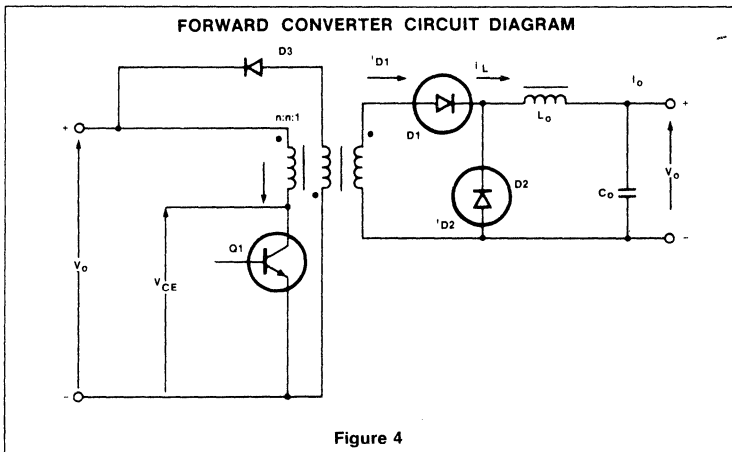 FORWARD CONVERTER CIRCUIT DIAGRAM
D3
iD1
iL
Io
n:n:1
+
+
D1
Lo
D2
Co
Vo
iD2
Q1
Vo
VCE
-
-
Figure 4